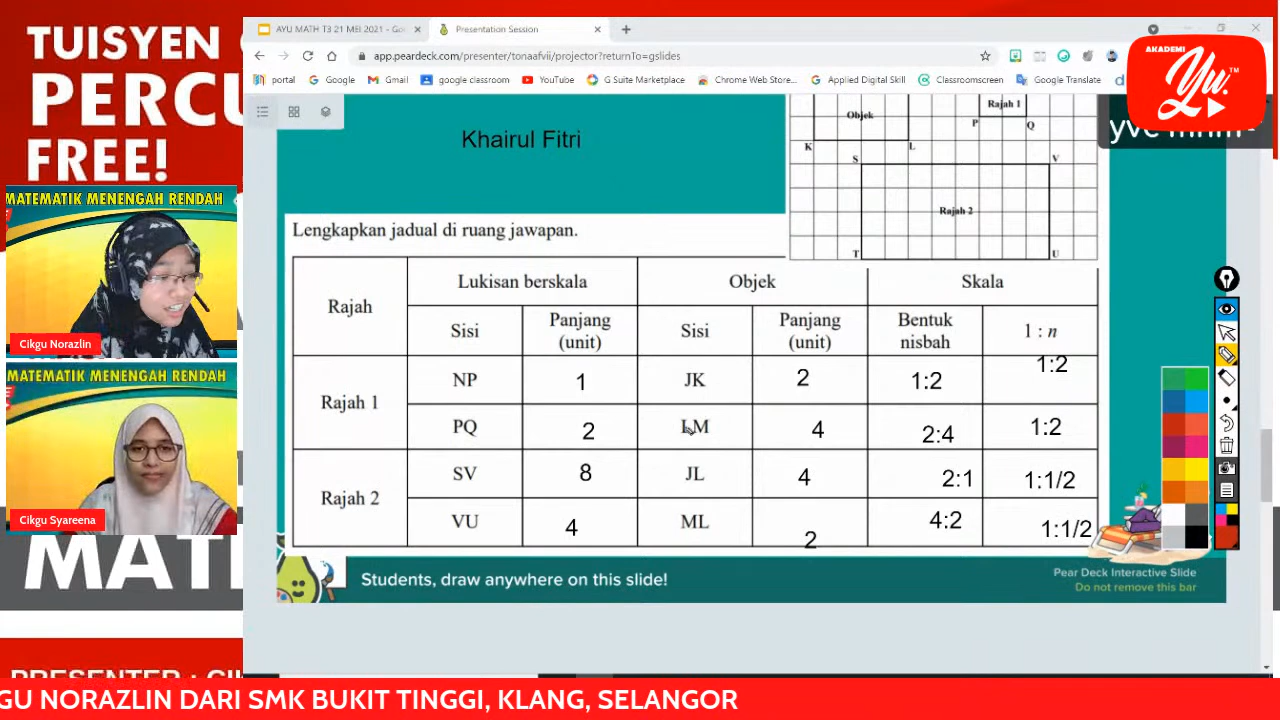 TUISYEN
PERCU
FREE!
AYU MATH T3 21 MEI 2021 - Go
Presentation Session
app.peardeck.com/presenter/tonaafvii/projector?returnTo=gslides
portal
Google
Gmail
google classroom
YouTube
G Suite Marketplace
Chrome Web Store...
Applied Digital Skill
Classroomscreen
Google Translate
AKADEMI
Yu.™
Khairul Fitri
Objek
Rajah 1
P
Q
K
L
S
V
Rajah 2
T
U
MATEMATIK MENENGAH RENDAH
Cikgu Norazlin
MATEMATIK MENENGAH RENDAH
Cikgu Syareena
MAT
Lengkapkan jadual di ruang jawapan.
Rajah
Lukisan berskala
Objek
Skala
Sisi
Panjang (unit)
Sisi
Panjang (unit)
Bentuk nisbah
1 : n
Rajah 1
NP
1
JK
2
1:2
1:2
PQ
2
LM
4
2:4
1:2
Rajah 2
SV
8
JL
4
2:1
1:1/2
VU
4
ML
2
4:2
1:1/2
Students, draw anywhere on this slide!
Pear Deck Interactive Slide
Do not remove this bar
GU NORAZLIN DARI SMK BUKIT TINGGI, KLANG, SELANGOR